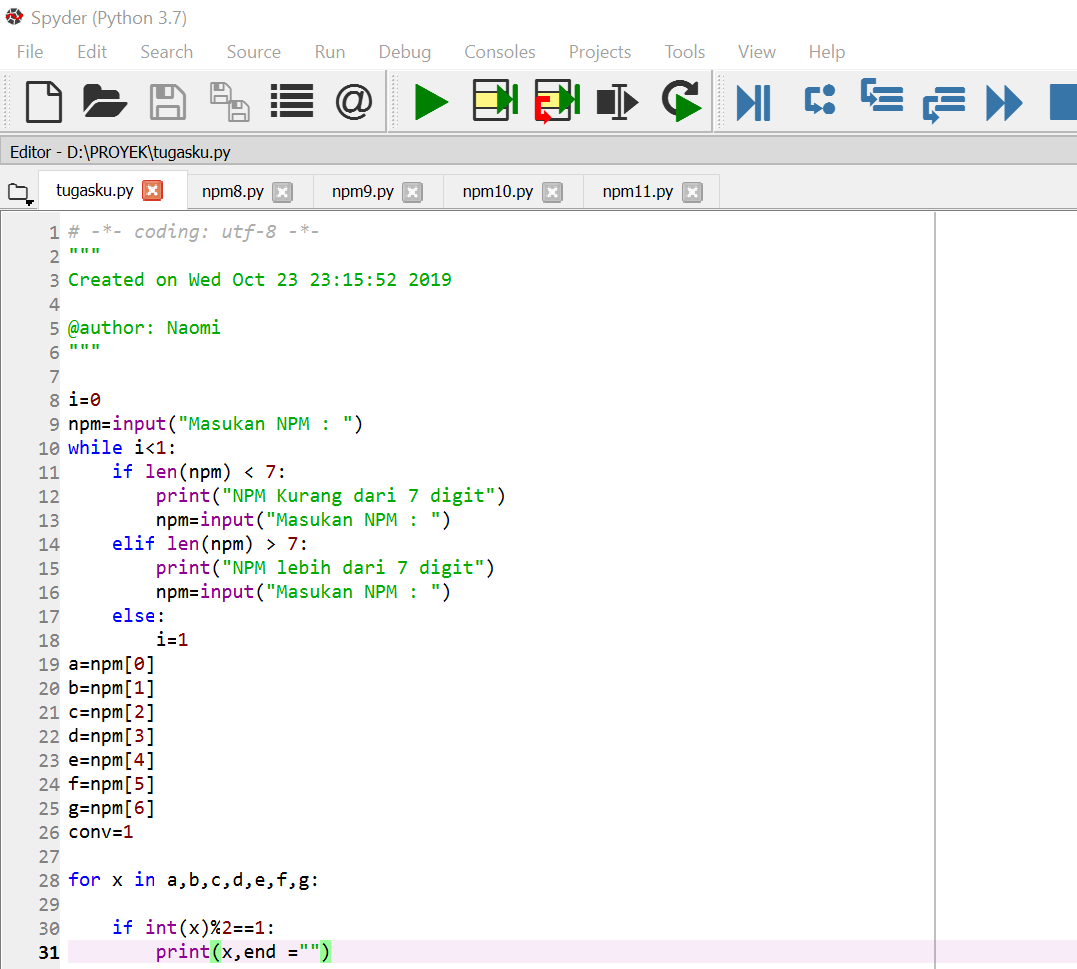 Spyder (Python 3.7)
File Edit Search Source Run Debug Consoles Projects Tools View Help
@
Editor - D:\PROYEK\tugasku.py
tugasku.py npm8.py npm9.py npm10.py npm11.py
1 # -*- coding: utf-8 -*-
2 """
3 Created on Wed Oct 23 23:15:52 2019
4
5 @author: Naomi
6 """
7
8 i=0
9 npm=input("Masukan NPM : ")
10 while i<1:
11     if len(npm) < 7:
12         print("NPM Kurang dari 7 digit")
13         npm=input("Masukan NPM : ")
14     elif len(npm) > 7:
15         print("NPM lebih dari 7 digit")
16         npm=input("Masukan NPM : ")
17     else:
18         i=1
19 a=npm[0]
20 b=npm[1]
21 c=npm[2]
22 d=npm[3]
23 e=npm[4]
24 f=npm[5]
25 g=npm[6]
26 conv=1
27
28 for x in a,b,c,d,e,f,g:
29
30     if int(x)%2==1:
31         print(x,end ="")